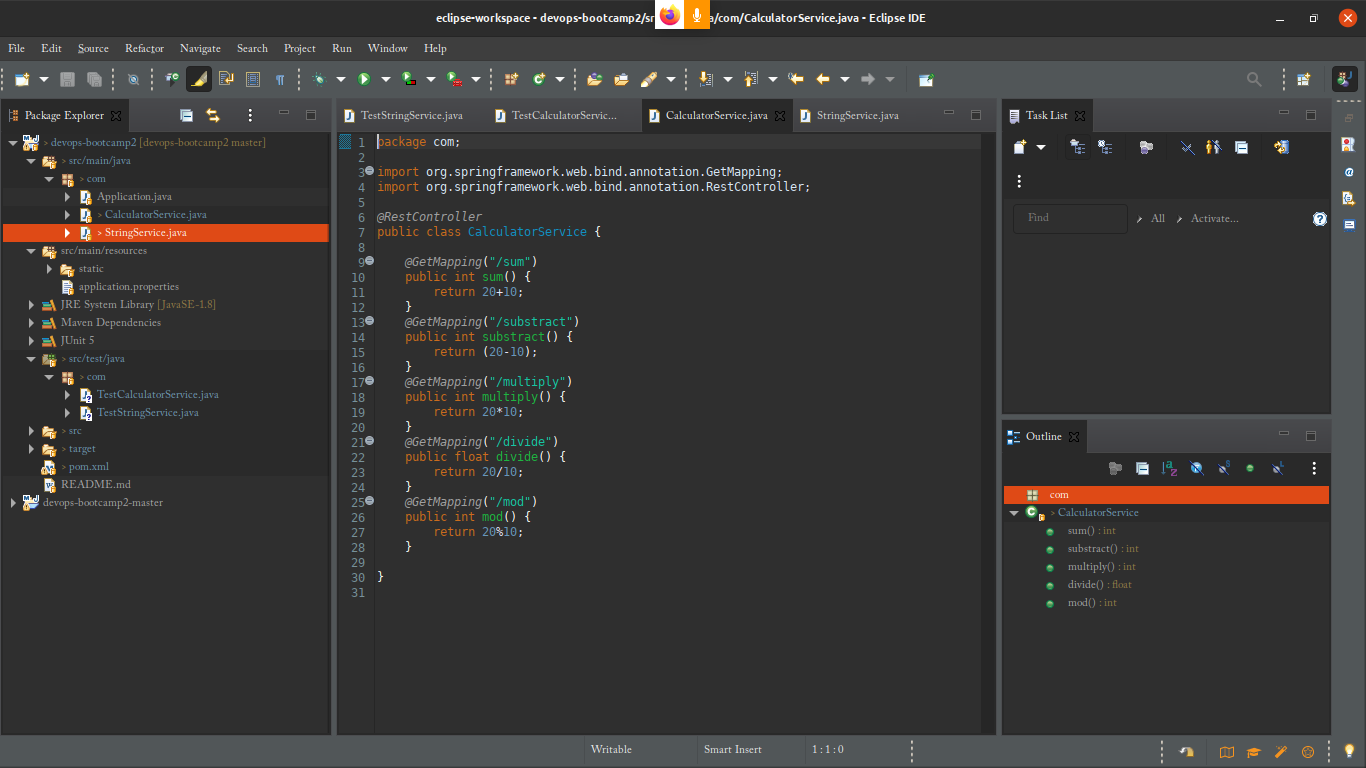 eclipse-workspace - devops-bootcamp2/sr a/com/CalculatorService.java - Eclipse IDE
File Edit Source Refactor Navigate Search Project Run Window Help
Package Explorer
> devops-bootcamp2 [devops-bootcamp2 master]
> src/main/java
> com
Application.java
> CalculatorService.java
> StringService.java
src/main/resources
static
application.properties
JRE System Library [JavaSE-1.8]
Maven Dependencies
JUnit 5
> src/test/java
> com
TestCalculatorService.java
TestStringService.java
> src
> target
> pom.xml
README.md
devops-bootcamp2-master
TestStringService.java TestCalculatorServic... CalculatorService.java StringService.java
1 package com;
2
3 import org.springframework.web.bind.annotation.GetMapping;
4 import org.springframework.web.bind.annotation.RestController;
5
6 @RestController
7 public class CalculatorService {
8
9 @GetMapping("/sum")
10 public int sum() {
11 return 20+10;
12 }
13 @GetMapping("/substract")
14 public int substract() {
15 return (20-10);
16 }
17 @GetMapping("/multiply")
18 public int multiply() {
19 return 20*10;
20 }
21 @GetMapping("/divide")
22 public float divide() {
23 return 20/10;
24 }
25 @GetMapping("/mod")
26 public int mod() {
27 return 20%10;
28 }
29
30 }
31
Task List
Find All Activate...
Outline
com
> CalculatorService
sum() : int
substract() : int
multiply() : int
divide() : float
mod() : int
Writable Smart Insert 1 : 1 : 0